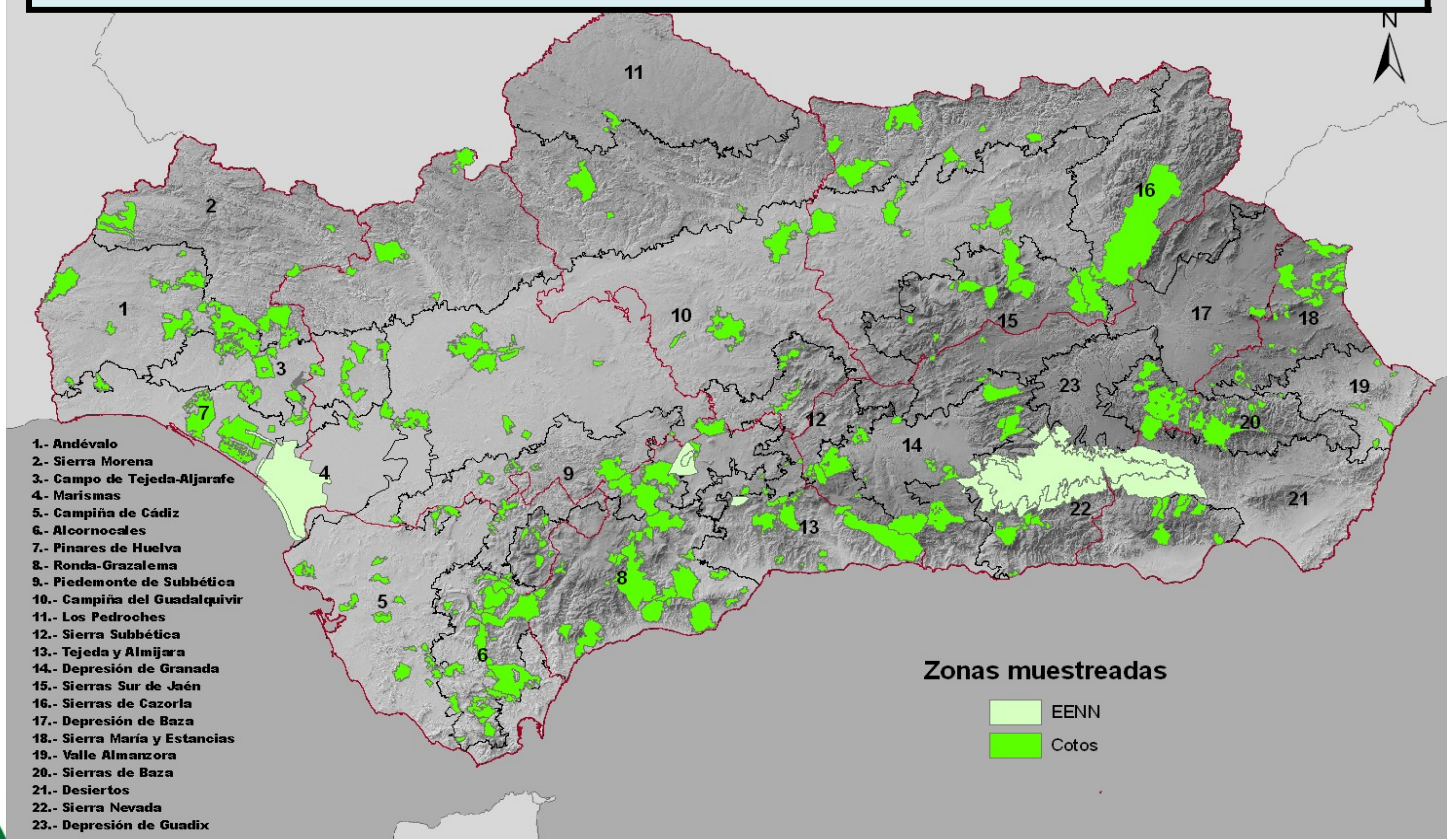 N
11
2
16
1
10
17
18
15
3
23
19
7
12
20
14
4
9
21
13
22
8
5
6
1.- Andévalo
2.- Sierra Morena
3.- Campo de Tejeda-Aljarafe
4.- Marismas
5.- Campiña de Cádiz
6.- Alcornocales
7.- Pinares de Huelva
8.- Ronda-Grazalema
9.- Piedemonte de Subbética
10.- Campiña del Guadalquivir
11.- Los Pedroches
12.- Sierra Subbética
13.- Tejeda y Almijara
14.- Depresión de Granada
15.- Sierras Sur de Jaén
16.- Sierras de Cazorla
17.- Depresión de Baza
18.- Sierra María y Estancias
19.- Valle Almanzora
20.- Sierras de Baza
21.- Desiertos
22.- Sierra Nevada
23.- Depresión de Guadix
Zonas muestreadas
EENN
Cotos